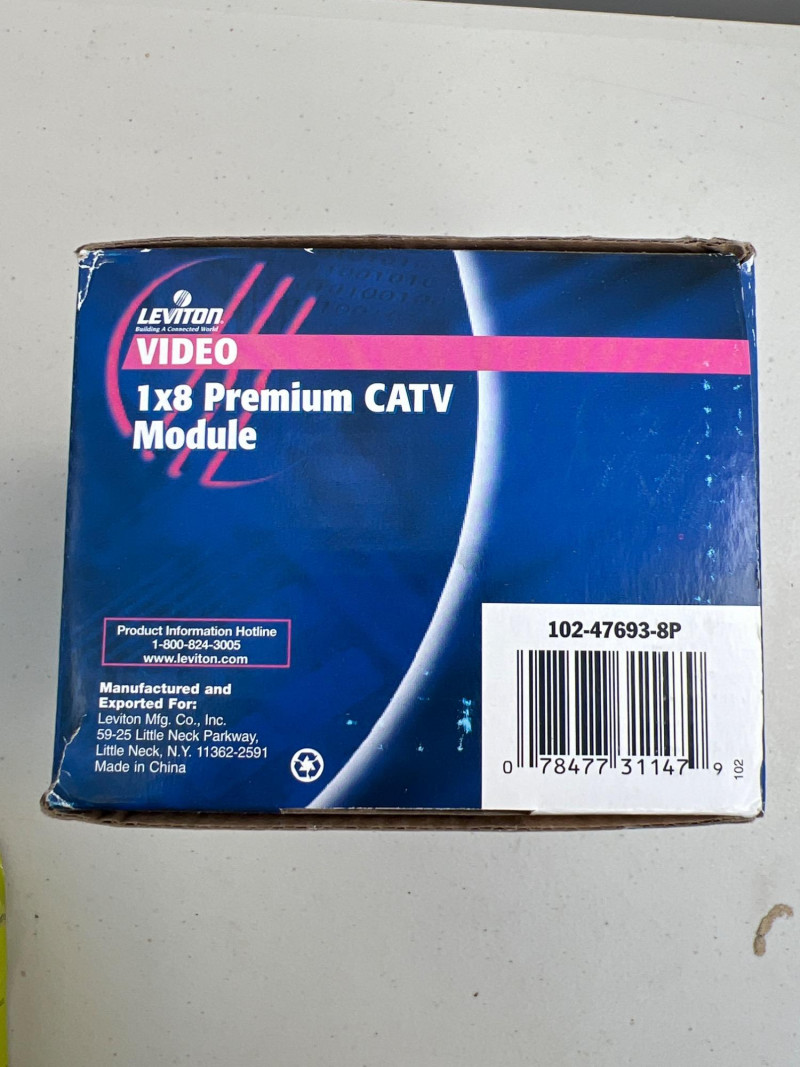 LEVITON.
Building A Connected World
VIDEO
1x8 Premium CATV
Module
Product Information Hotline
1-800-824-3005
www.leviton.com
Manufactured and
Exported For:
Leviton Mfg. Co., Inc.
59-25 Little Neck Parkway,
Little Neck, N.Y. 11362-2591
Made in China
102-47693-8P
0 78477 31147 9
102